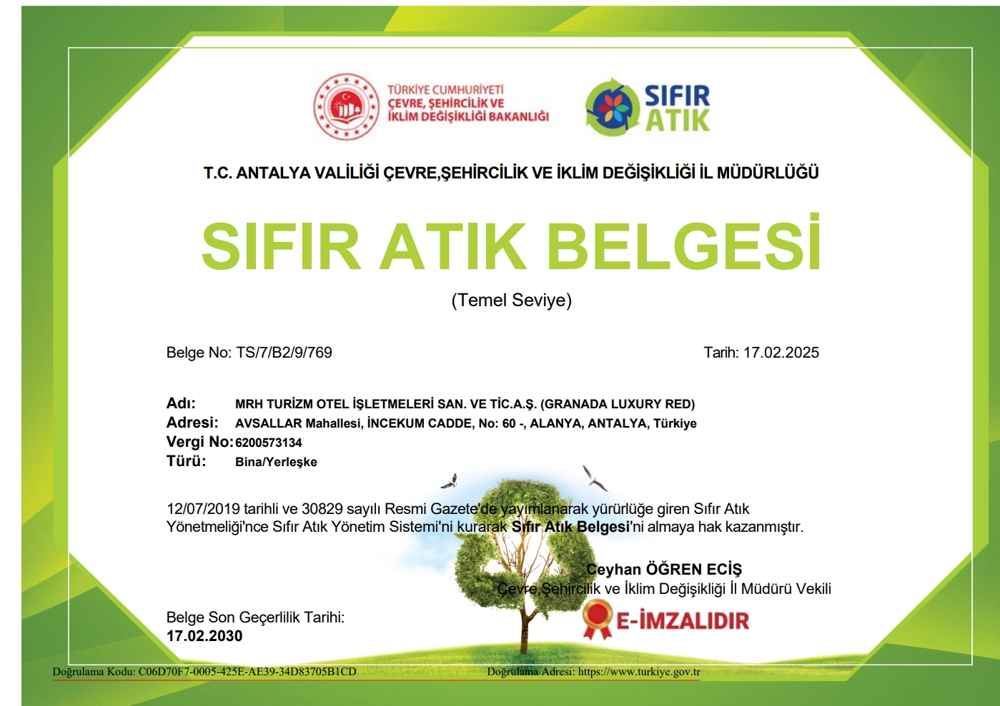 TÜRKİYE CUMHURİYETİ
ÇEVRE, ŞEHİRCİLİK VE
İKLİM DEĞİŞİKLİĞİ BAKANLIĞI
SIFIR
ATIK
T.C. ANTALYA VALİLİĞİ ÇEVRE,ŞEHİRCİLİK VE İKLİM DEĞİŞİKLİĞİ İL MÜDÜRLÜĞÜ
SIFIR ATIK BELGESİ
(Temel Seviye)
Belge No: TS/7/B2/9/769 Tarih: 17.02.2025
Adı: MRH TURİZM OTEL İŞLETMELERİ SAN. VE TİC.A.Ş. (GRANADA LUXURY RED)
Adresi: AVSALLAR Mahallesi, İNCEKUM CADDE, No: 60 -, ALANYA, ANTALYA, Türkiye
Vergi No: 6200573134
Türü: Bina/Yerleşke
12/07/2019 tarihli ve 30829 sayılı Resmi Gazete'de yayımlanarak yürürlüğe giren Sıfır Atık
Yönetmeliği'nce Sıfır Atık Yönetim Sistemi'ni kurarak Sıfır Atık Belgesi'ni almaya hak kazanmıştır.
Ceyhan ÖĞREN ECİŞ
Çevre,Şehircilik ve İklim Değişikliği İl Müdürü Vekili
E-İMZALIDIR
Belge Son Geçerlilik Tarihi:
17.02.2030
Doğrulama Kodu: C06D70F7-0005-425E-AE39-34D83705B1CD Doğrulama Adresi: https://www.turkiye.gov.tr